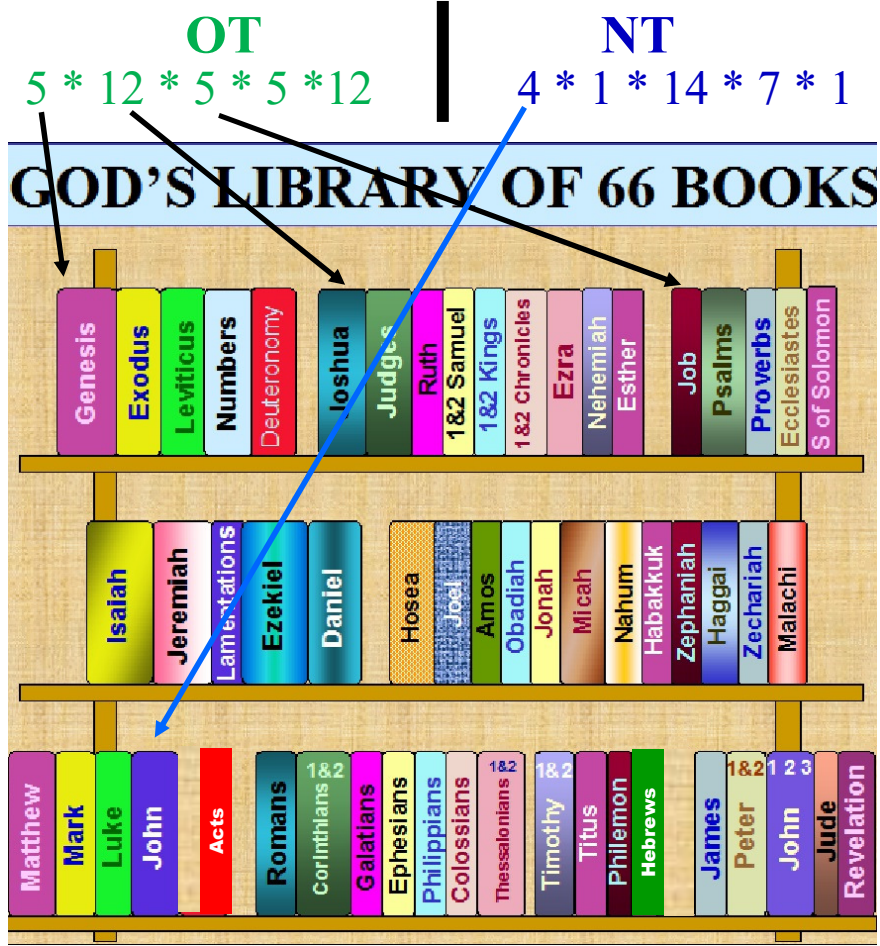 OT NT
5 * 12 * 5 * 5 *12 4 * 1 * 14 * 7 * 1
GOD'S LIBRARY OF 66 BOOKS
Genesis
Exodus
Leviticus
Numbers
Deuteronomy
Joshua
Judges
Ruth
1&2 Samuel
1&2 Kings
1&2 Chronicles
Ezra
Nehemiah
Esther
Job
Psalms
Proverbs
Ecclesiastes
S of Solomon
Isaiah
Jeremiah
Lamentations
Ezekiel
Daniel
Hosea
Joel
Amos
Obadiah
Jonah
Micah
Nahum
Habakkuk
Zephaniah
Haggai
Zechariah
Malachi
Matthew
Mark
Luke
John
Acts
Romans
1&2
Corinthians
Galatians
Ephesians
Philippians
Colossians
1&2
Thessalonians
1&2
Timothy
Titus
Philemon
Hebrews
James
1&2
Peter
1 2 3
John
Jude
Revelation